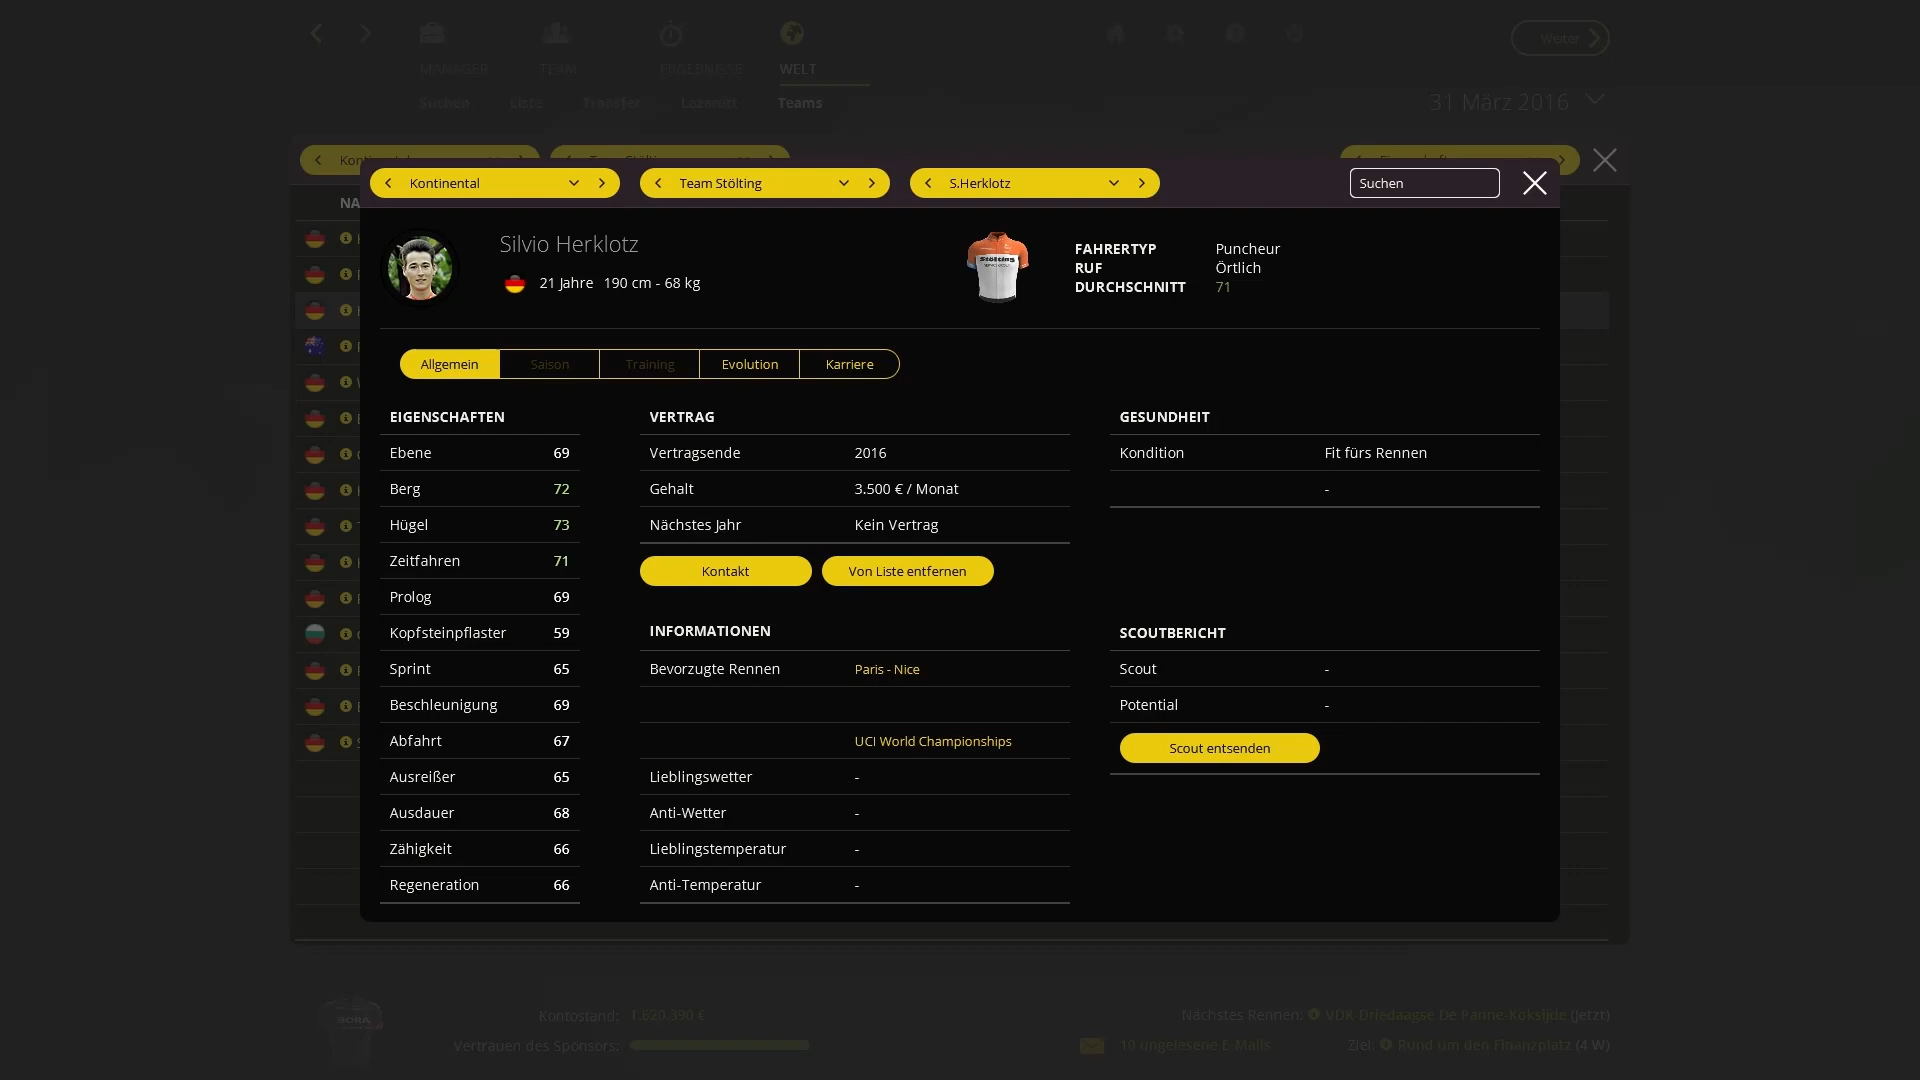 MANAGER TEAM ERGEBNISSE WELT
Weiter
Suchen Liste Transfer Lazarett Teams
31 März 2016
Kontinental Team Stölting S.Herklotz Suchen
NA
Silvio Herklotz
21 Jahre 190 cm - 68 kg
Stölting
FAHRERTYP Puncheur
RUF Örtlich
DURCHSCHNITT 71
Allgemein Saison Training Evolution Karriere
EIGENSCHAFTEN
Ebene 69
Berg 72
Hügel 73
Zeitfahren 71
Prolog 69
Kopfsteinpflaster 59
Sprint 65
Beschleunigung 69
Abfahrt 67
Ausreißer 65
Ausdauer 68
Zähigkeit 66
Regeneration 66
VERTRAG
Vertragsende 2016
Gehalt 3.500 € / Monat
Nächstes Jahr Kein Vertrag
Kontakt Von Liste entfernen
INFORMATIONEN
Bevorzugte Rennen Paris - Nice
UCI World Championships
Lieblingswetter -
Anti-Wetter -
Lieblingstemperatur -
Anti-Temperatur -
GESUNDHEIT
Kondition Fit fürs Rennen
-
SCOUTBERICHT
Scout -
Potential -
Scout entsenden
BORA
Kontostand: 1.620.390 €
Vertrauen des Sponsors:
Nächstes Rennen: VDK-Driedaagse De Panne-Koksijde (Jetzt)
10 ungelesene E-Mails
Ziel: Rund um den Finanzplatz (4 W)